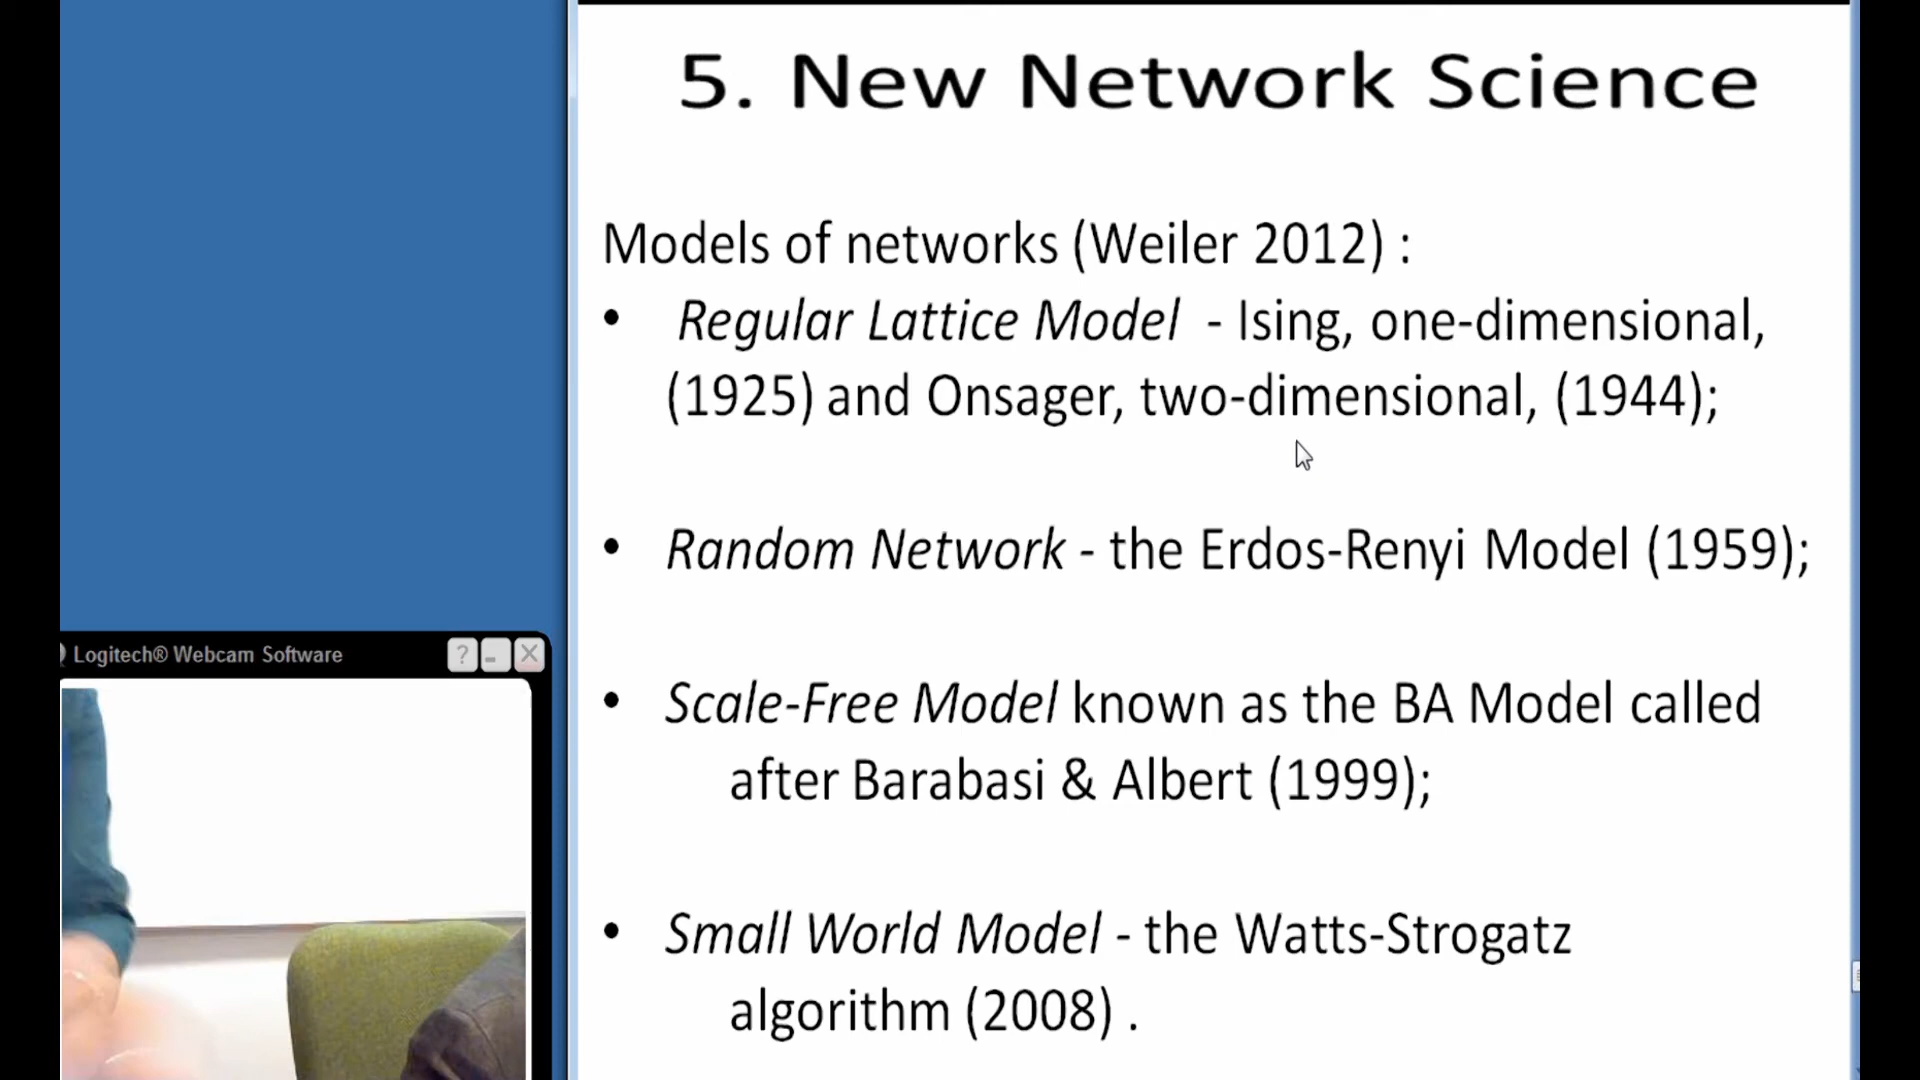 5. New Network Science
Models of networks (Weiler 2012) :
• Regular Lattice Model - Ising, one-dimensional,
(1925) and Onsager, two-dimensional, (1944);
• Random Network - the Erdos-Renyi Model (1959);
• Scale-Free Model known as the BA Model called
after Barabasi & Albert (1999);
• Small World Model - the Watts-Strogatz
algorithm (2008) .
Logitech® Webcam Software
?